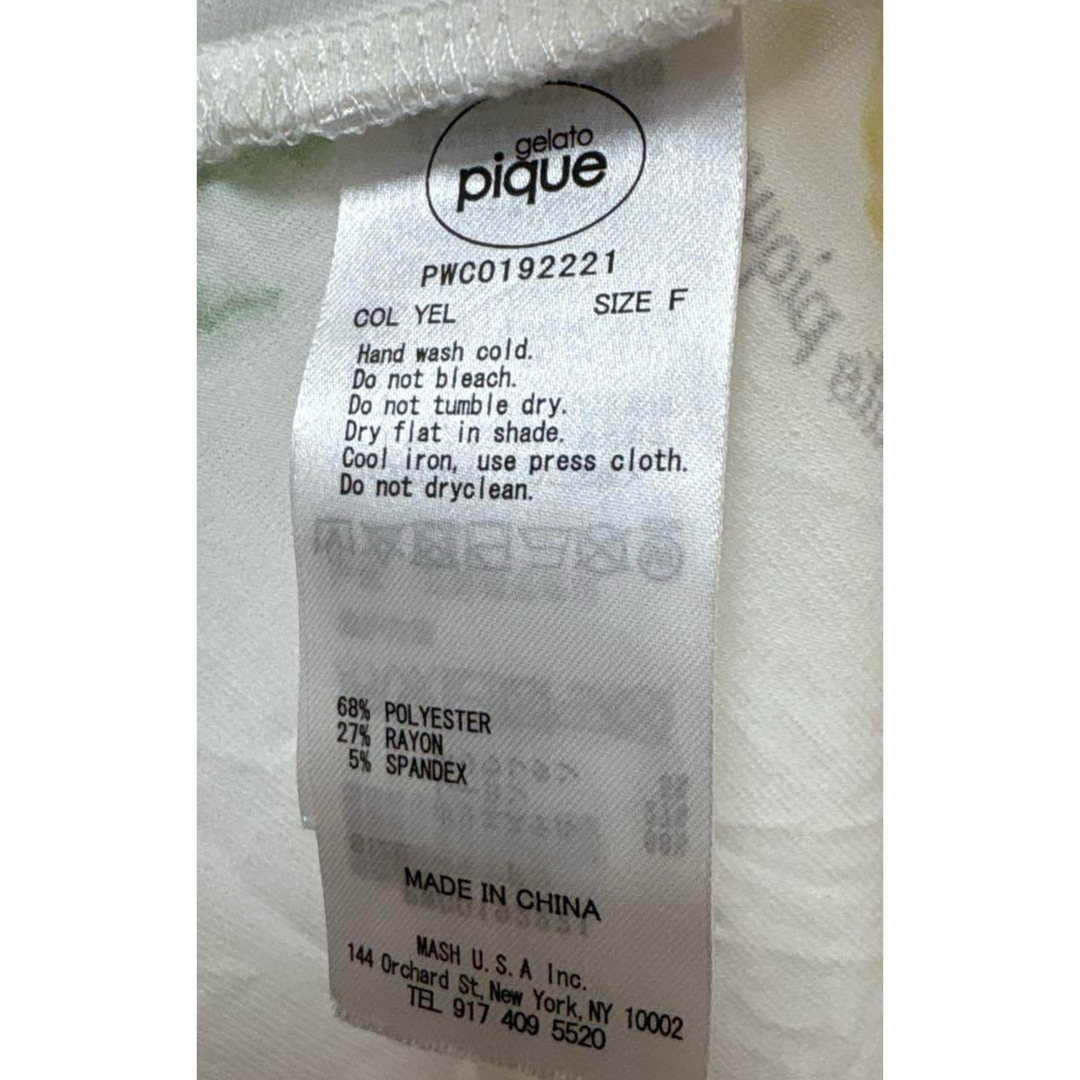 gelato
pique
PWCO192221
COL YEL SIZE F
Hand wash cold.
Do not bleach.
Do not tumble dry.
Dry flat in shade.
Cool iron, use press cloth.
Do not dryclean.
68% POLYESTER
27% RAYON
5% SPANDEX
MADE IN CHINA
MASH U.S.A Inc.
144 Orchard St, New York, NY 10002
TEL 917 409 5520